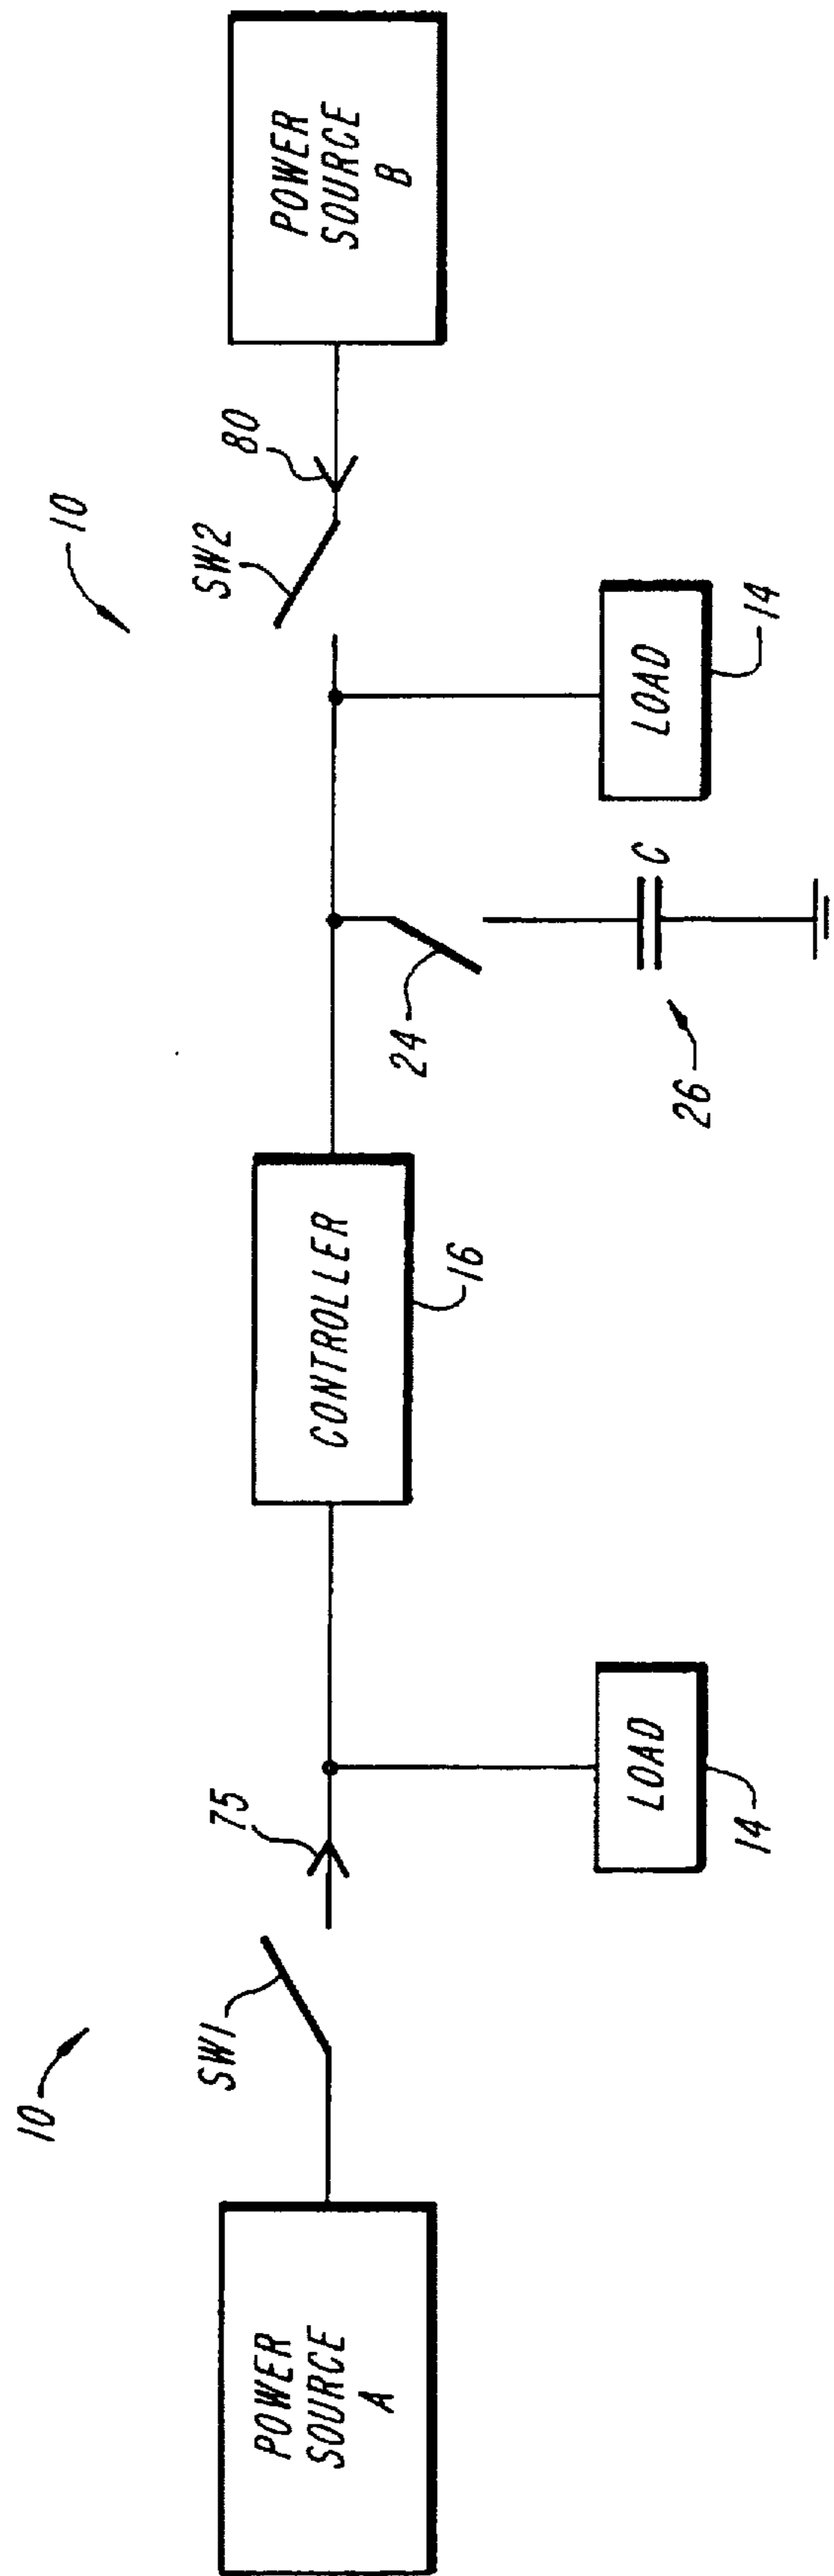 10
10
POWER
SOURCE
A
SW1
75
LOAD
14
CONTROLLER
16
24
26
C
LOAD
14
SW2
80
POWER
SOURCE
B